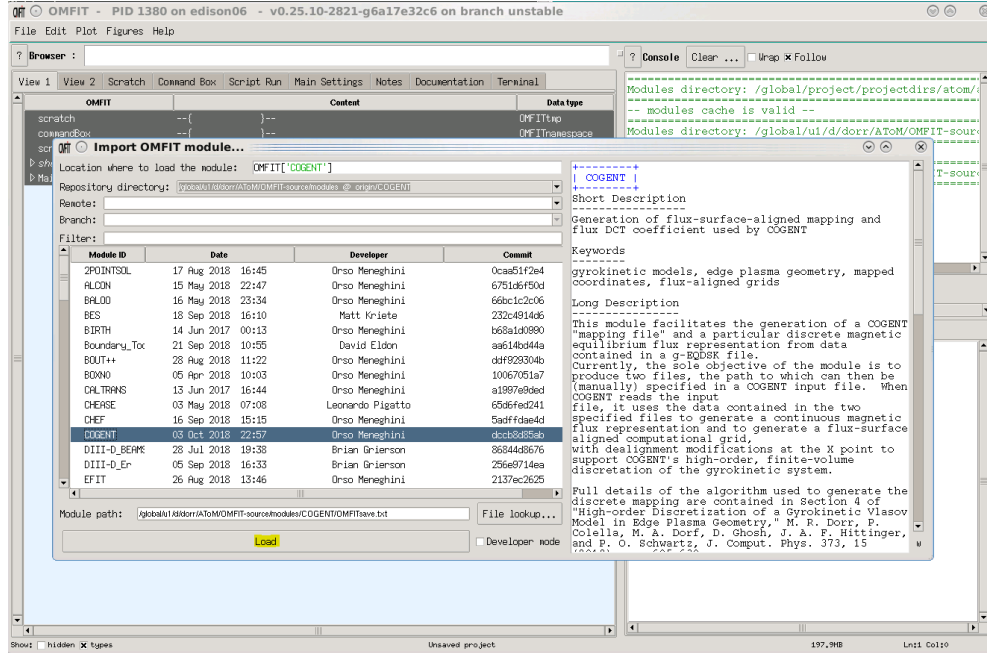 OMFIT - PID 1380 on edison06 - v0.25.10-2821-g6a17e32c6 on branch unstable
File Edit Plot Figures Help
? Browser :
? Console Clear ... Wrap Follow
View 1 View 2 Scratch Command Box Script Run Main Settings Notes Documentation Terminal
OMFIT Content Data type
scratch --{ }-- OMFITtmp
commandBox --{ }-- OMFITnamespace
Modules directory: /global/project/projectdirs/atom/
-- modules cache is valid --
Modules directory: /global/u1/d/dorr/AToM/OMFIT-sour
Import OMFIT module...
Location where to load the module: OMFIT['COGENT']
Repository directory: /global/u1/d/dorr/AToM/OMFIT-source/modules @ origin/COGENT
Remote:
Branch:
Filter:
Module ID Date Developer Commit
2POINTSOL 17 Aug 2018 16:45 Orso Meneghini 0caa51f2e4
ALCON 15 May 2018 22:47 Orso Meneghini 6751d6f50d
BALOO 16 May 2018 23:34 Orso Meneghini 66bc1c2c06
BES 18 Sep 2018 16:10 Matt Kriete 232c4914d6
BIRTH 14 Jun 2017 00:13 Orso Meneghini b68a1d0990
Boundary_Too 21 Sep 2018 10:55 David Eldon aa614bd44a
BOUT++ 28 Aug 2018 11:22 Orso Meneghini ddf929304b
BOXNO 05 Apr 2018 10:03 Orso Meneghini 10067051a7
CALTRANS 13 Jun 2017 16:44 Orso Meneghini a1997e9ded
CHEASE 03 May 2018 07:08 Leonardo Pigatto 65d6fed241
CHEF 16 Sep 2018 15:15 Orso Meneghini 5adffdae4d
COGENT 03 Oct 2018 22:57 Orso Meneghini dccb8d85ab
DIII-D_BEAMS 28 Jul 2018 19:38 Brian Grierson 86844d8676
DIII-D_Er 05 Sep 2018 16:33 Brian Grierson 256e9714ea
EFIT 26 Aug 2018 13:46 Orso Meneghini 2137ec2625
Module path: /global/u1/d/dorr/AToM/OMFIT-source/modules/COGENT/OMFITsave.txt File lookup...
Load Developer mode
+--------+
| COGENT |
+--------+
Short Description
-----------------
Generation of flux-surface-aligned mapping and
flux DCT coefficient used by COGENT
Keywords
--------
gyrokinetic models, edge plasma geometry, mapped
coordinates, flux-aligned grids
Long Description
----------------
This module facilitates the generation of a COGENT
"mapping file" and a particular discrete magnetic
equilibrium flux representation from data
contained in a g-EQDSK file.
Currently, the sole objective of the module is to
produce two files, the path to which can then be
(manually) specified in a COGENT input file. When
COGENT reads the input
file, it uses the data contained in the two
specified files to generate a continuous magnetic
flux representation and to generate a flux-surface
aligned computational grid,
with dealignment modifications at the X point to
support COGENT's high-order, finite-volume
discretation of the gyrokinetic system.
Full details of the algorithm used to generate the
discrete mapping are contained in Section 4 of
"High-order Discretization of a Gyrokinetic Vlasov
Model in Edge Plasma Geometry," M. R. Dorr, P.
Colella, M. A. Dorf, D. Ghosh, J. A. F. Hittinger,
and P. O. Schwartz, J. Comput. Phys. 373, 15
Show: hidden types Unsaved project 197.9MB Ln:1 Col:0